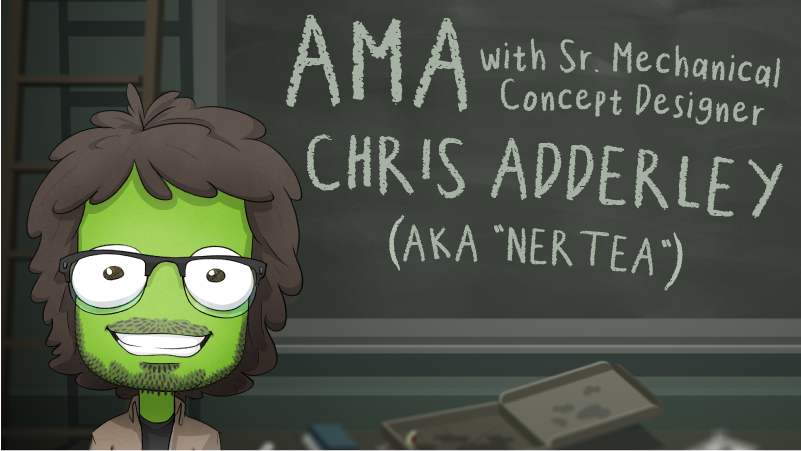 AMA with Sr. Mechanical
Concept Designer
CHRIS ADDERLEY
(AKA "NERTEA")